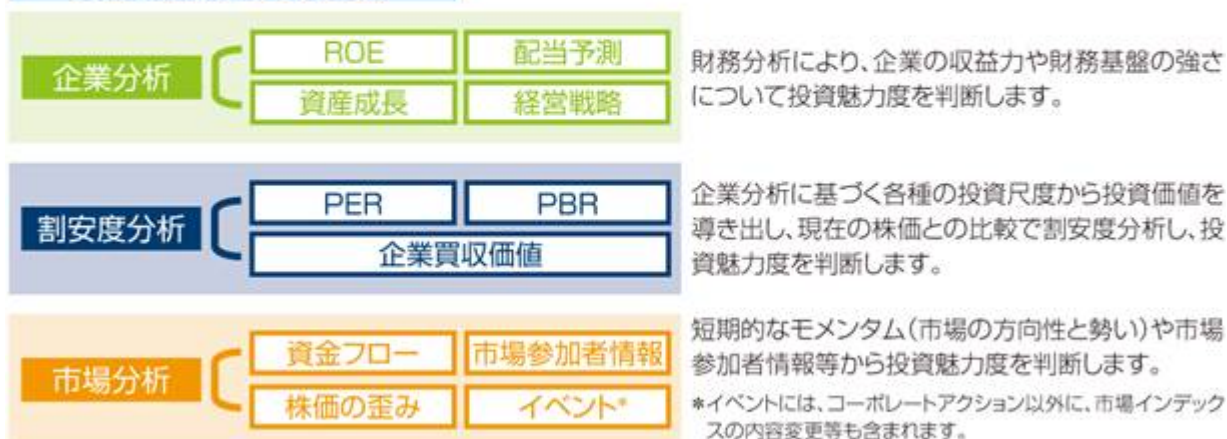 企業分析
ROE
配当予測
資産成長
経営戦略
財務分析により、企業の収益力や財務基盤の強さ
について投資魅力度を判断します。
割安度分析
PER
PBR
企業買収価値
企業分析に基づく各種の投資尺度から投資価値を
導き出し、現在の株価との比較で割安度分析し、投
資魅力度を判断します。
市場分析
資金フロー
市場参加者情報
株価の歪み
イベント*
短期的なモメンタム(市場の方向性と勢い)や市場
参加者情報等から投資魅力度を判断します。
*イベントには、コーポレートアクション以外に、市場インデック
スの内容変更等も含まれます。